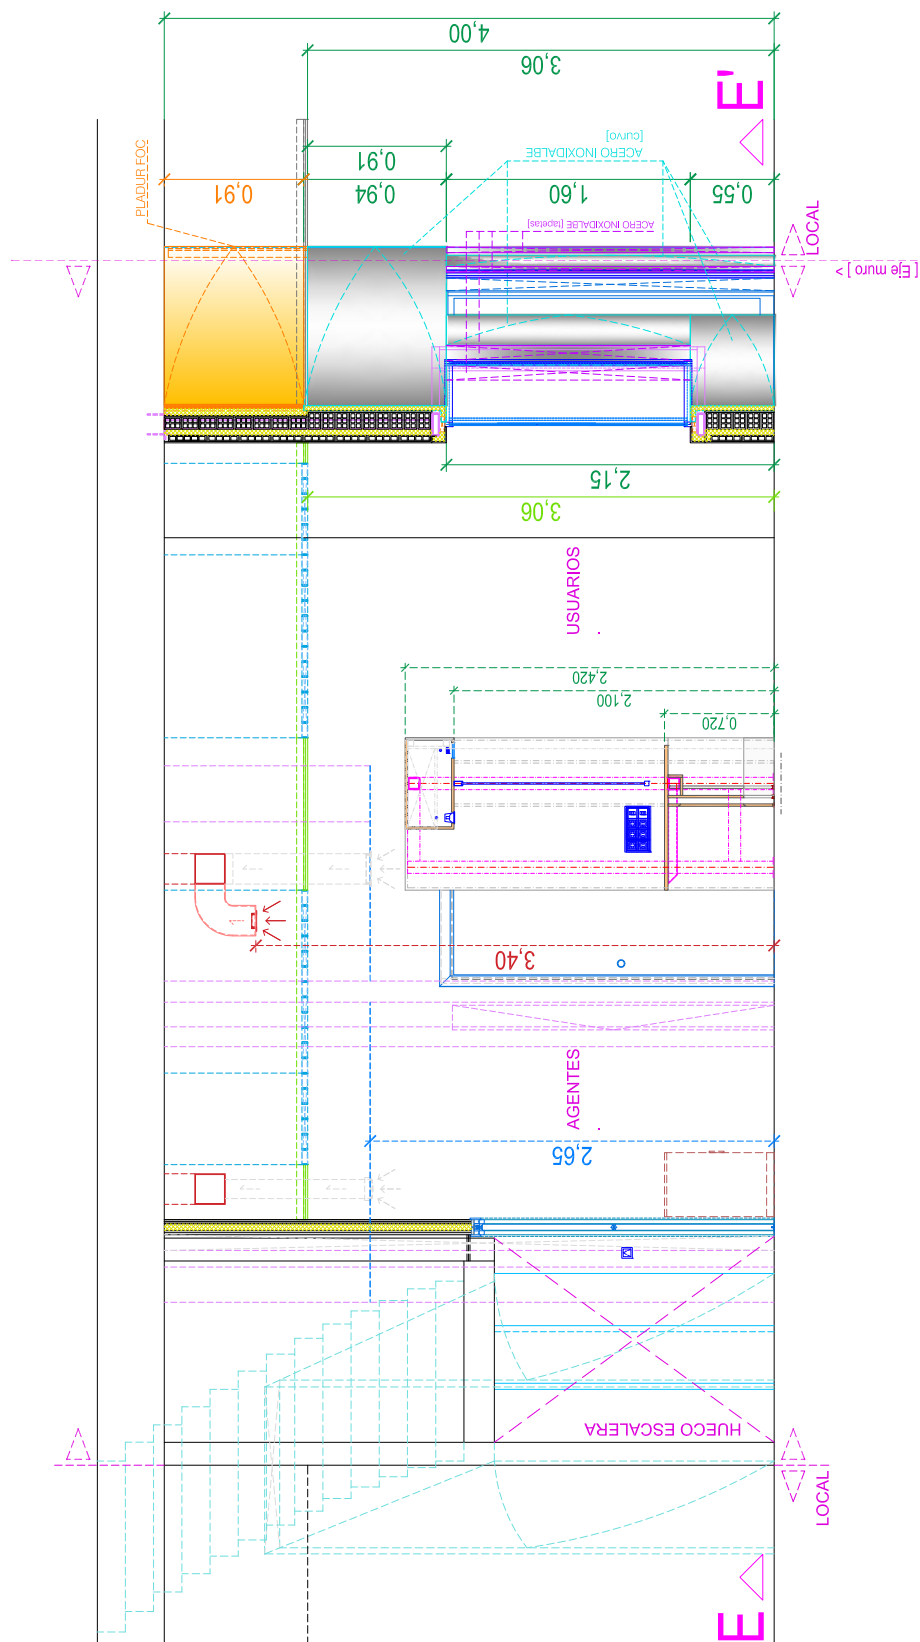 4,00
3,06
E'
ACERO INOXIDALBE
[curvo]
PLADUR FOC
0,91
0,91
0,94
1,60
0,55
ACERO INOXIDALBE [tapetas]
LOCAL
[ Eje muro ] >
2,15
3,06
USUARIOS
2,420
2,100
0,720
3,40
AGENTES
2,65
HUECO ESCALERA
LOCAL
E